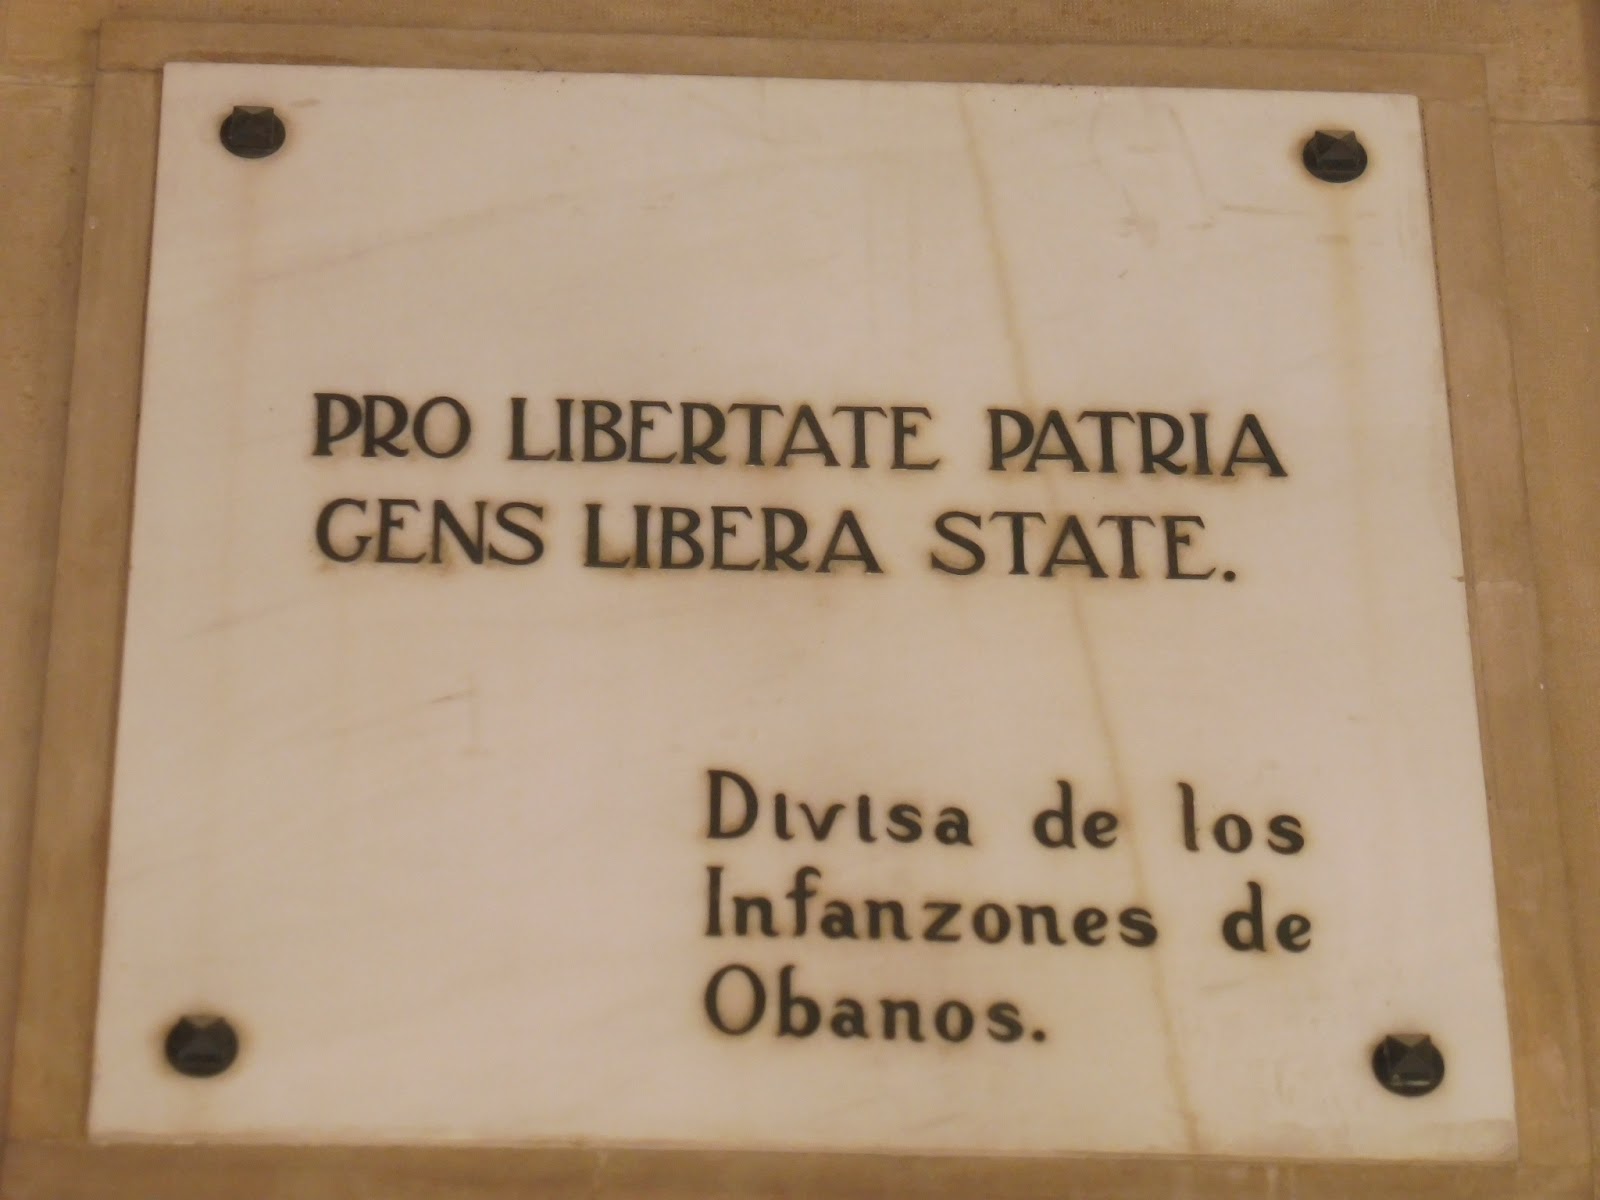 PRO LIBERTATE PATRIA
GENS LIBERA STATE.
Divisa de los
Infanzones de
Obanos.